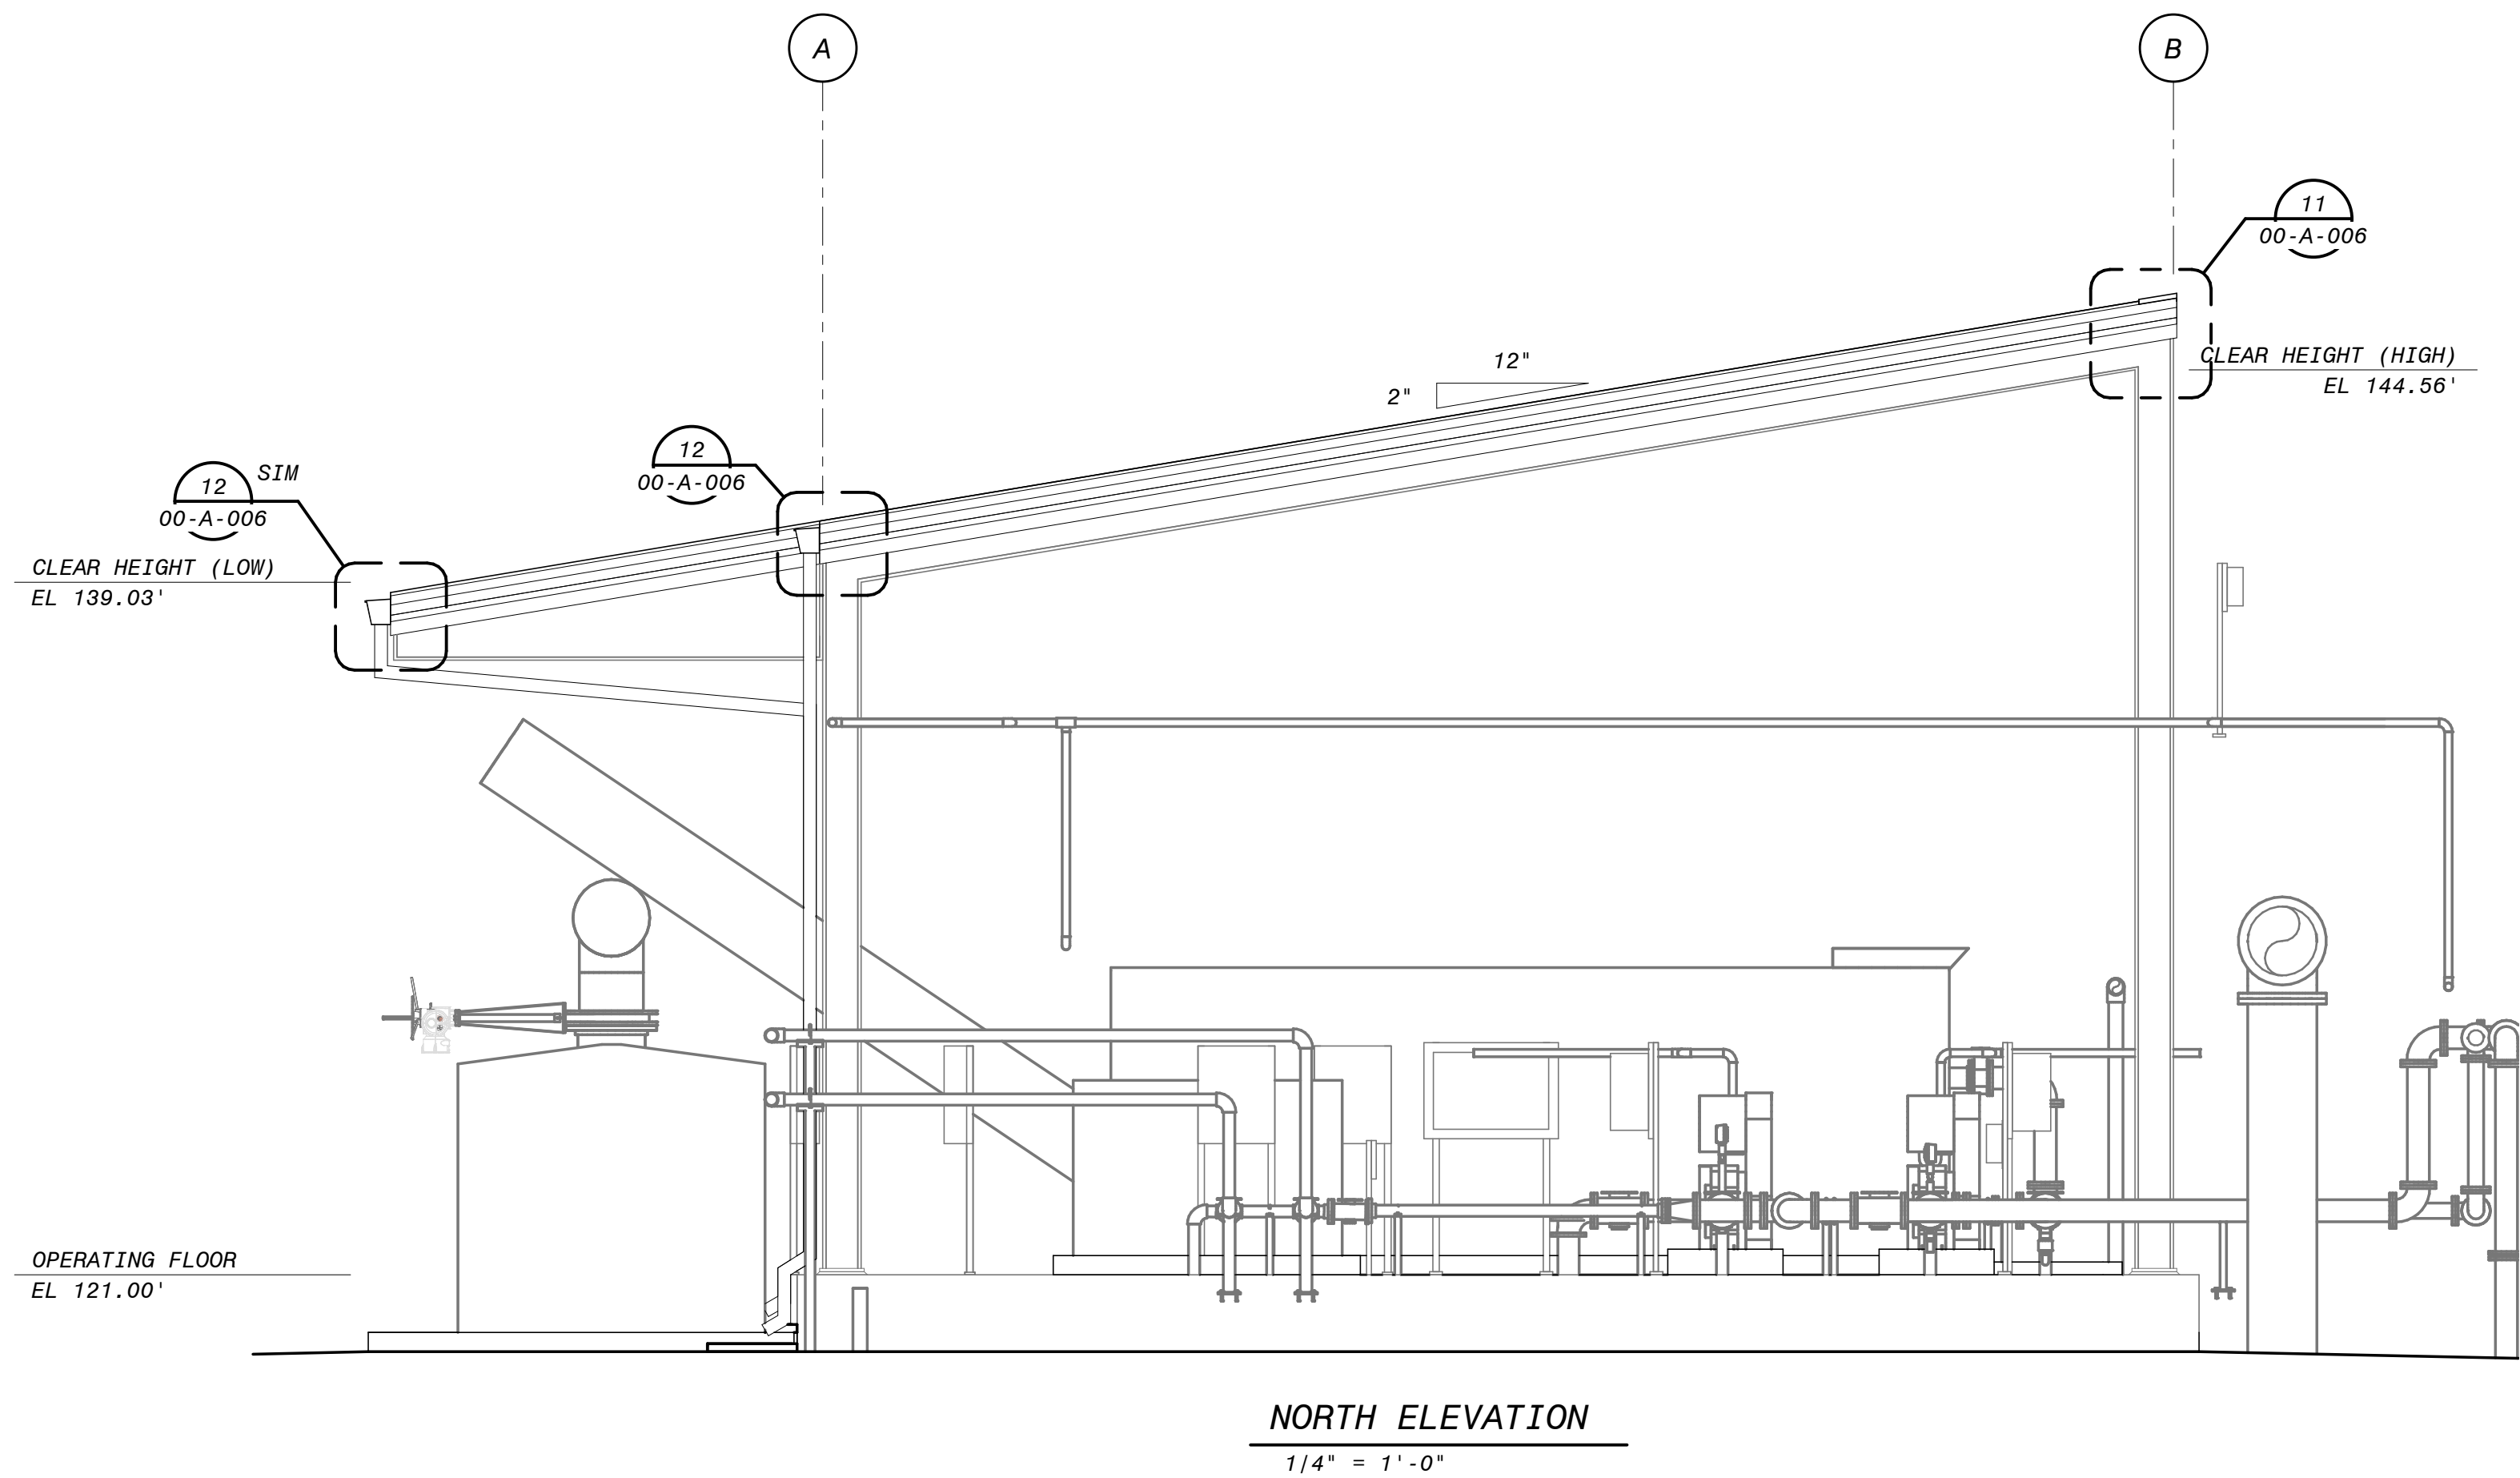 A
B
11
00-A-006
12"
2"
CLEAR HEIGHT (HIGH)
EL 144.56'
12
00-A-006
12
SIM
00-A-006
CLEAR HEIGHT (LOW)
EL 139.03'
OPERATING FLOOR
EL 121.00'
NORTH ELEVATION
1/4" = 1'-0"